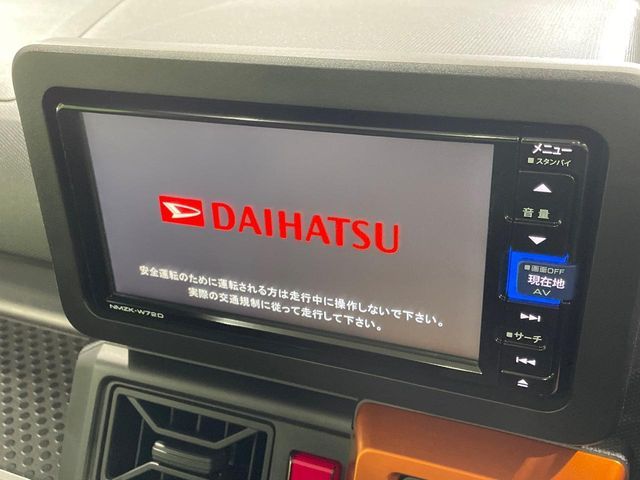 DAIHATSU
安全運転のために運転される方は走行中に操作しないで下さい。
実際の交通規制に従って走行して下さい。
NMZK-W72D
メニュー
スタンバイ
音量
画面OFF
現在地
AV
サーチ